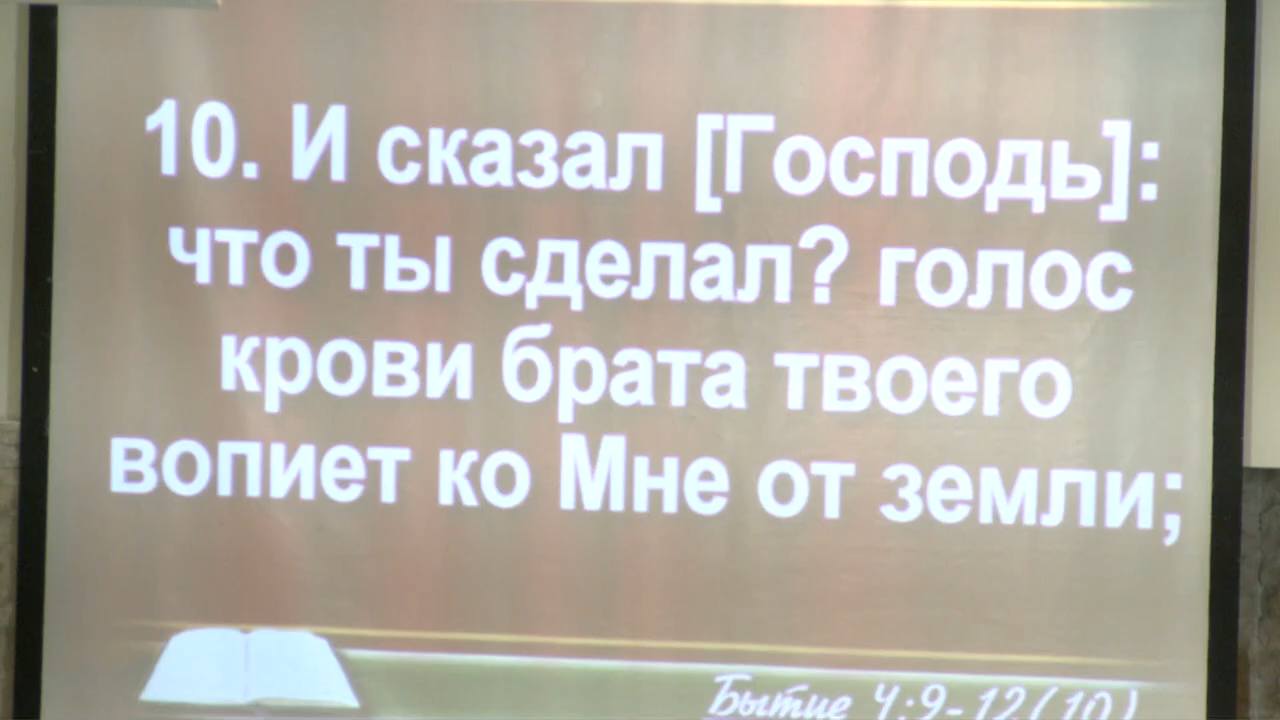 10. И сказал [Господь]:
что ты сделал? голос
крови брата твоего
вопиет ко Мне от земли;
Бытие 4:9-12(10)